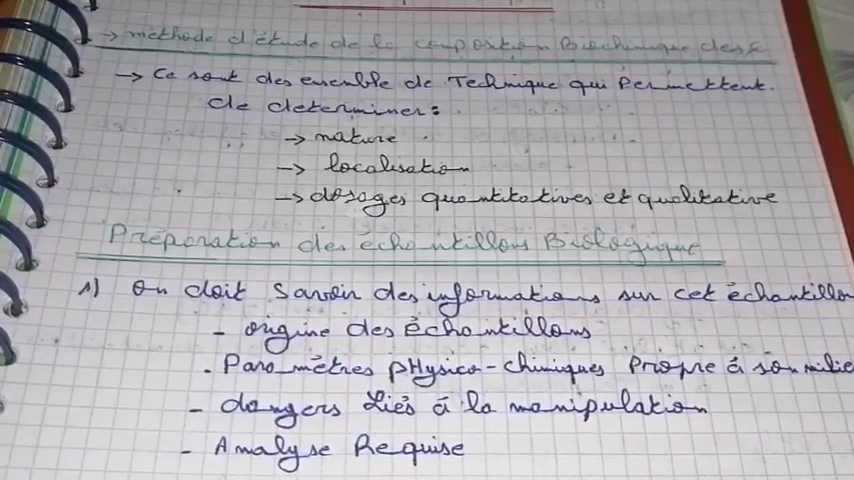 → méthode d'étude de la composition Biochimique des
→ Ce sont des ensemble de Technique qui Permettent.
de determiner:
→ nature
→ localisation
→ dosages quantitatives et qualitative
Préparation des échantillons Biologique
1) On doit savoir des informations sur cet échantillon
- origine des échantillons
. Paramètres pHysico-chimiques Propre à son milie
- dangers Liés à la manipulation
- Analyse Requise